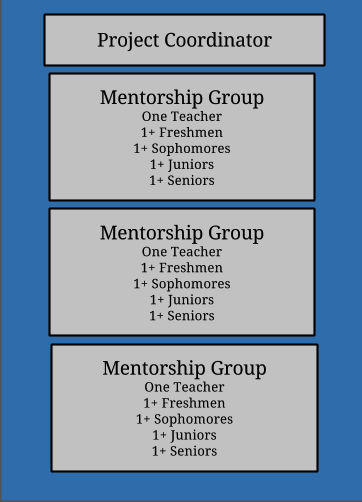 Project Coordinator
Mentorship Group
One Teacher
1+ Freshmen
1+ Sophomores
1+ Juniors
1+ Seniors
Mentorship Group
One Teacher
1+ Freshmen
1+ Sophomores
1+ Juniors
1+ Seniors
Mentorship Group
One Teacher
1+ Freshmen
1+ Sophomores
1+ Juniors
1+ Seniors